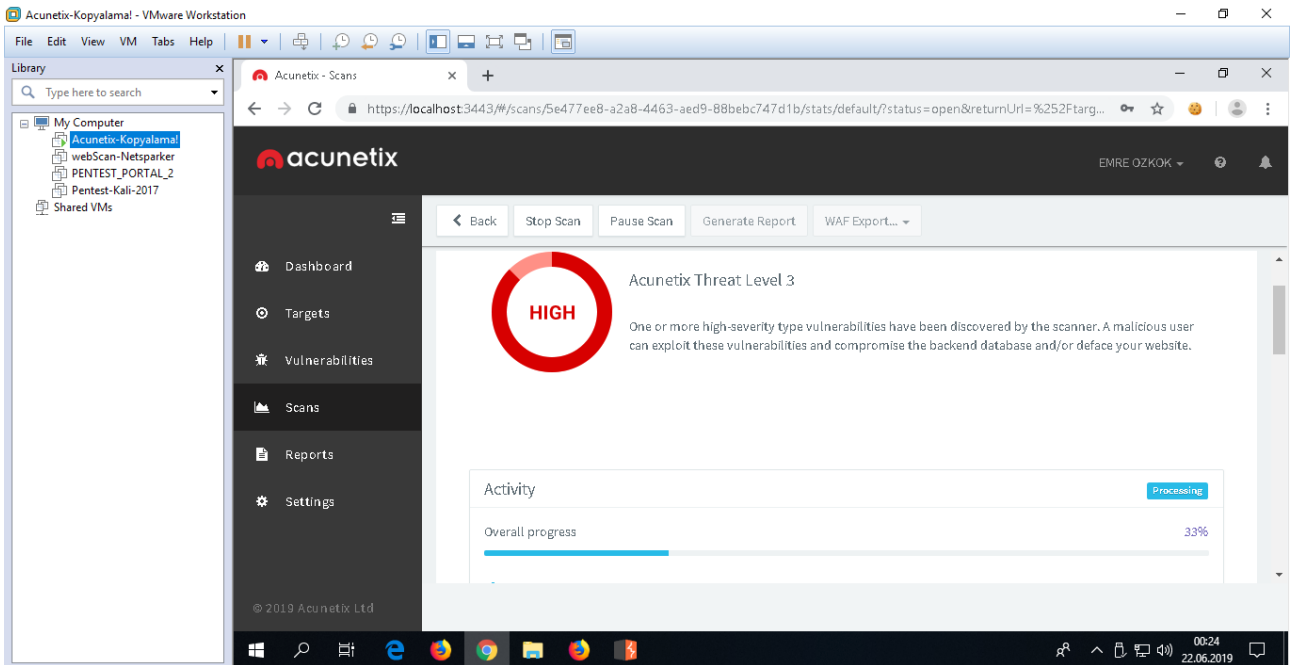 Acunetix-Kopyalama! - VMware Workstation
File Edit View VM Tabs Help
Library
Type here to search
My Computer
Acunetix-Kopyalama!
webScan-Netsparker
PENTEST_PORTAL_2
Pentest-Kali-2017
Shared VMs
Acunetix - Scans
https://localhost:3443/#/scans/5e477ee8-a2a8-4463-aed9-88bebc747d1b/stats/default/?status=open&returnUrl=%252Ftarg...
acunetix
EMRE OZKOK
Back
Stop Scan
Pause Scan
Generate Report
WAF Export...
Dashboard
Targets
Vulnerabilities
Scans
Reports
Settings
© 2019 Acunetix Ltd
HIGH
Acunetix Threat Level 3
One or more high-severity type vulnerabilities have been discovered by the scanner. A malicious user
can exploit these vulnerabilities and compromise the backend database and/or deface your website.
Activity
Processing
Overall progress
33%
00:24
22.06.2019